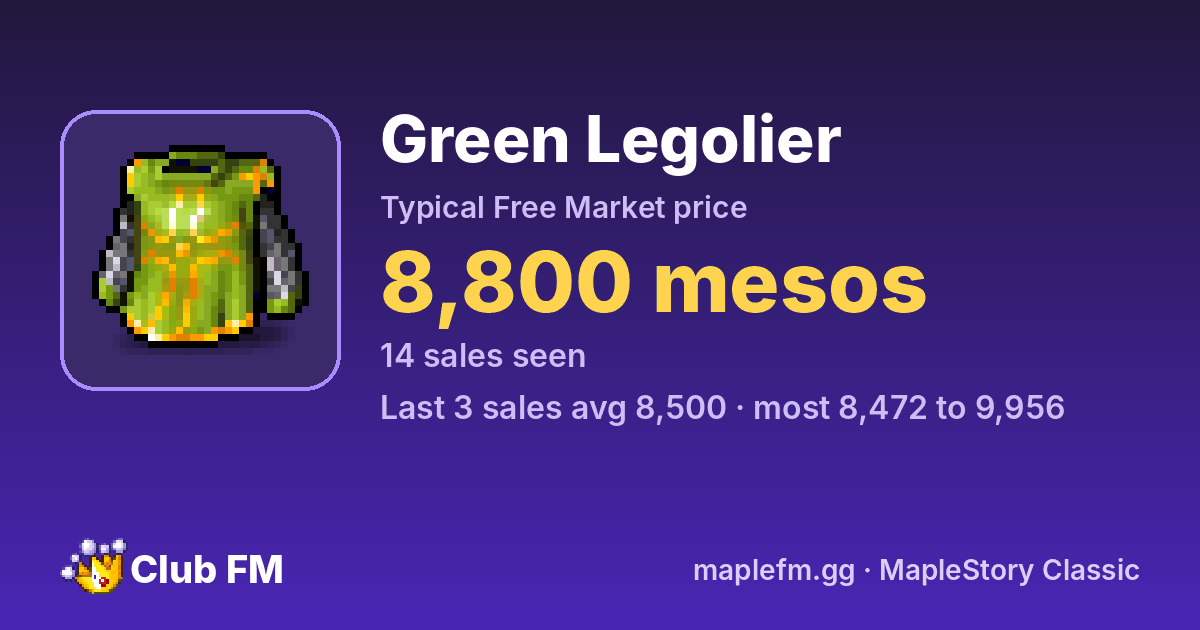 Green Legolier
Typical Free Market price
8,800 mesos
14 sales seen
Last 3 sales avg 8,500 · most 8,472 to 9,956
Club FM
maplefm.gg · MapleStory Classic